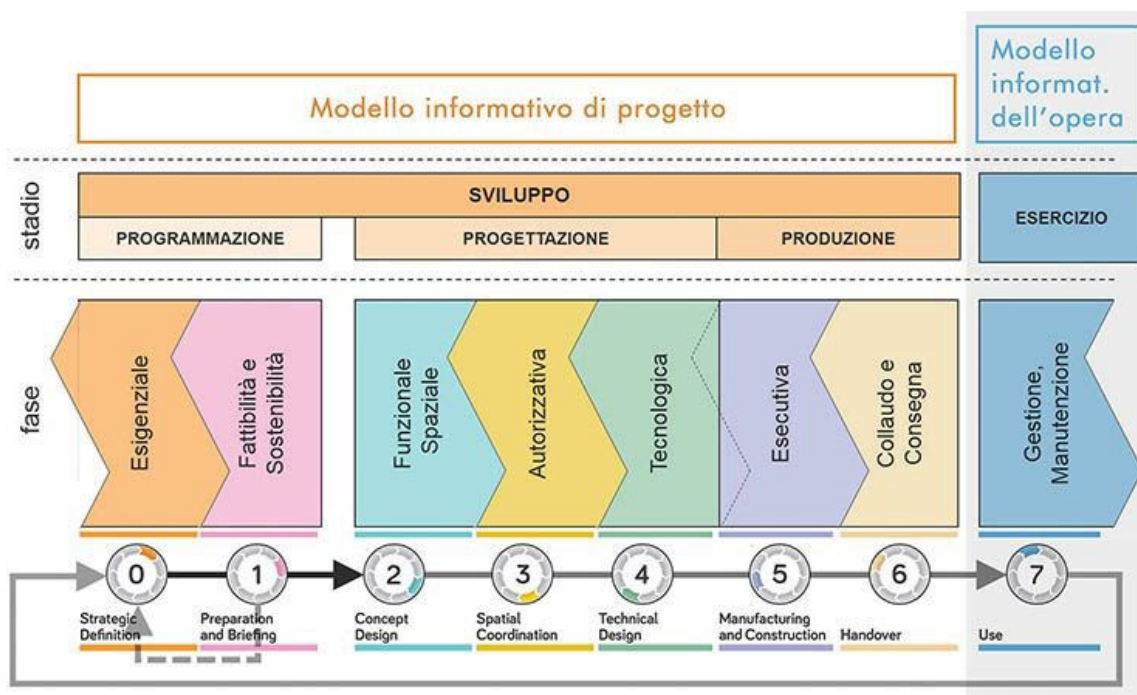 Modello informativo di progetto
Modello
informat.
dell'opera
stadio
SVILUPPO
PROGRAMMAZIONE
PROGETTAZIONE
PRODUZIONE
ESERCIZIO
fase
Esigenziale
Fattibilità e
Sostenibilità
Funzionale
Spaziale
Autorizzativa
Tecnologica
Esecutiva
Collaudo e
Consegna
Gestione,
Manutenzione
0
1
2
3
4
5
6
7
Strategic
Definition
Preparation
and Briefing
Concept
Design
Spatial
Coordination
Technical
Design
Manufacturing
and Construction
Handover
Use